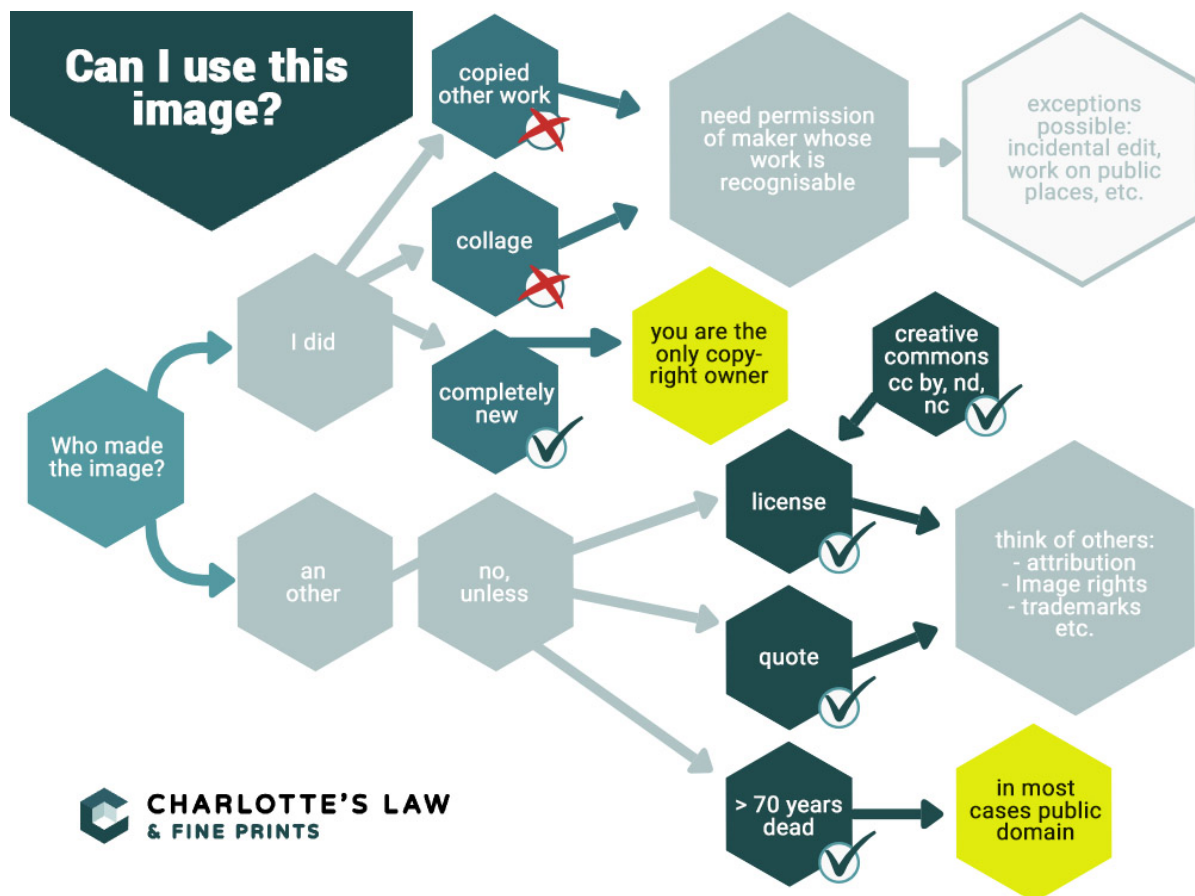 Can I use this
image?
copied
other work
need permission
of maker whose
work is
recognisable
exceptions
possible:
incidental edit,
work on public
places, etc.
collage
I did
you are the
only copy-
right owner
creative
commons
cc by, nd,
nc
completely
new
Who made
the image?
license
an
other
no,
unless
think of others:
- attribution
- Image rights
- trademarks
etc.
quote
> 70 years
dead
in most
cases public
domain
CHARLOTTE'S LAW
& FINE PRINTS